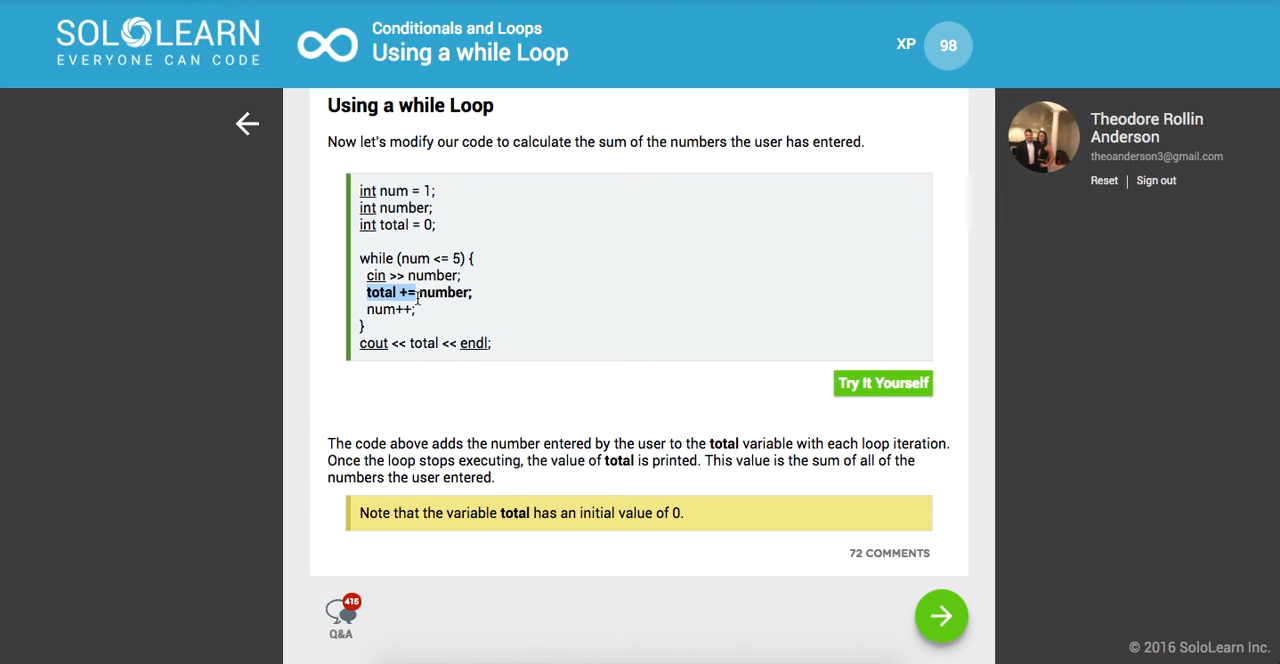 SOLOLEARN
EVERYONE CAN CODE
Conditionals and Loops
Using a while Loop
XP 98
Theodore Rollin
Anderson
theoanderson3@gmail.com
Reset | Sign out
Using a while Loop
Now let's modify our code to calculate the sum of the numbers the user has entered.
int num = 1;
int number;
int total = 0;
while (num <= 5) {
cin >> number;
total += number;
num++;
}
cout << total << endl;
Try It Yourself
The code above adds the number entered by the user to the total variable with each loop iteration.
Once the loop stops executing, the value of total is printed. This value is the sum of all of the
numbers the user entered.
Note that the variable total has an initial value of 0.
72 COMMENTS
415
Q&A
© 2016 SoloLearn Inc.